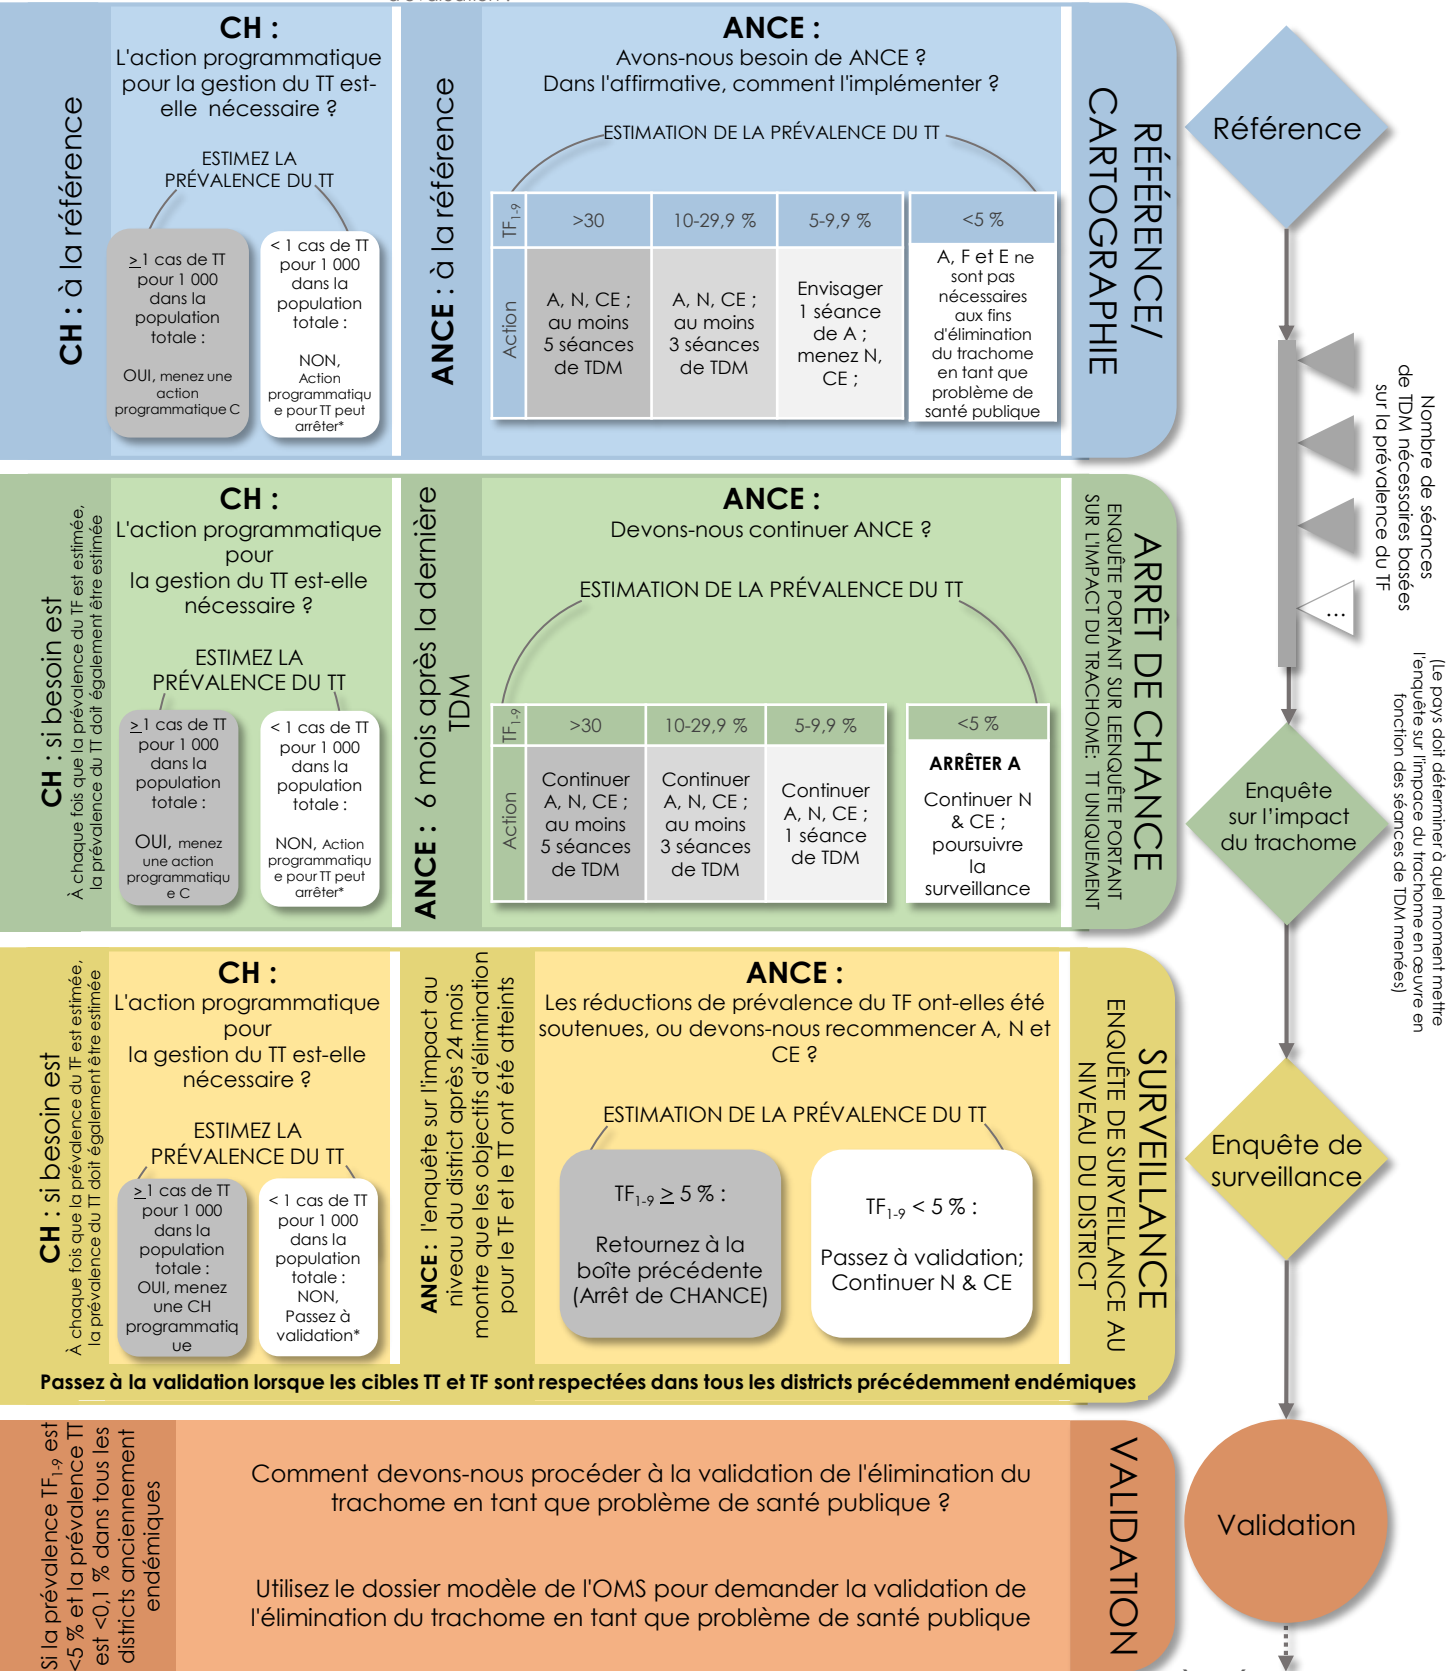 CH : à la référence
CH :
L'action programmatique
pour la gestion du TT est-
elle nécessaire ?
ESTIMEZ LA
PRÉVALENCE DU TT
≥1 cas de TT
pour 1 000
dans la
population
totale :
OUI, menez une
action
programmatique C
< 1 cas de TT
pour 1 000
dans la
population
totale :
NON,
Action
programmatiqu
e pour TT peut
arrêter*
ANCE : à la référence
ANCE :
Avons-nous besoin de ANCE ?
Dans l'affirmative, comment l'implémenter ?
ESTIMATION DE LA PRÉVALENCE DU TT
TF1-9
>30
10-29,9 %
5-9,9 %
<5 %
Action
A, N, CE ;
au moins
5 séances
de TDM
A, N, CE ;
au moins
3 séances
de TDM
Envisager
1 séance
de A ;
menez N,
CE ;
A, F et E ne
sont pas
nécessaires
aux fins
d'élimination
du trachome
en tant que
problème de
santé publique
RÉFÉRENCE/
CARTOGRAPHIE
Référence
Nombre de séances
de TDM nécessaires basées
sur la prévalence du TF
...
CH : si besoin est
À chaque fois que la prévalence du TF est estimée,
la prévalence du TT doit également être estimée
CH :
L'action programmatique
pour
la gestion du TT est-elle
nécessaire ?
ESTIMEZ LA
PRÉVALENCE DU TT
≥1 cas de TT
pour 1 000
dans la
population
totale :
OUI, menez
une action
programmatiqu
e C
< 1 cas de TT
pour 1 000
dans la
population
totale :
NON, Action
programmatiqu
e pour TT peut
arrêter*
ANCE : 6 mois après la dernière
TDM
ANCE :
Devons-nous continuer ANCE ?
ESTIMATION DE LA PRÉVALENCE DU TT
TF1-9
>30
10-29,9 %
5-9,9 %
<5 %
Action
Continuer
A, N, CE ;
au moins
5 séances
de TDM
Continuer
A, N, CE ;
au moins
3 séances
de TDM
Continuer
A, N, CE ;
1 séance
de TDM
ARRÊTER A
Continuer N
& CE ;
poursuivre
la
surveillance
ARRÊT DE CHANCE
ENQUÊTE PORTANT SUR LEENQUÊTE PORTANT
SUR L'IMPACT DU TRACHOME: TT UNIQUEMENT
Enquête
sur l'impact
du trachome
(Le pays doit déterminer à quel moment mettre
l'enquête sur l'impace du trachome en œuvre en
fonction des séances de TDM menées)
CH : si besoin est
À chaque fois que la prévalence du TF est estimée,
la prévalence du TT doit également être estimée
CH :
L'action programmatique
pour
la gestion du TT est-elle
nécessaire ?
ESTIMEZ LA
PRÉVALENCE DU TT
≥1 cas de TT
pour 1 000
dans la
population
totale :
OUI, menez
une CH
programmatiq
ue
< 1 cas de TT
pour 1 000
dans la
population
totale :
NON,
Passez à
validation*
ANCE : l'enquête sur l'impact au
niveau du district après 24 mois
montre que les objectifs d'élimination
pour le TF et le TT ont été atteints
ANCE :
Les réductions de prévalence du TF ont-elles été
soutenues, ou devons-nous recommencer A, N et
CE ?
ESTIMATION DE LA PRÉVALENCE DU TT
TF1-9 ≥ 5 % :
Retournez à la
boîte précédente
(Arrêt de CHANCE)
TF1-9 < 5 % :
Passez à validation;
Continuer N & CE
SURVEILLANCE
ENQUÊTE DE SURVEILLANCE AU
NIVEAU DU DISTRICT
Enquête de
surveillance
Passez à la validation lorsque les cibles TT et TF sont respectées dans tous les districts précédemment endémiques
Si la prévalence TF1-9 est
<5 % et la prévalence TT
est <0,1 % dans tous les
districts anciennement
endémiques
Comment devons-nous procéder à la validation de l'élimination du
trachome en tant que problème de santé publique ?
Utilisez le dossier modèle de l'OMS pour demander la validation de
l'élimination du trachome en tant que problème de santé publique
VALIDATION
Validation